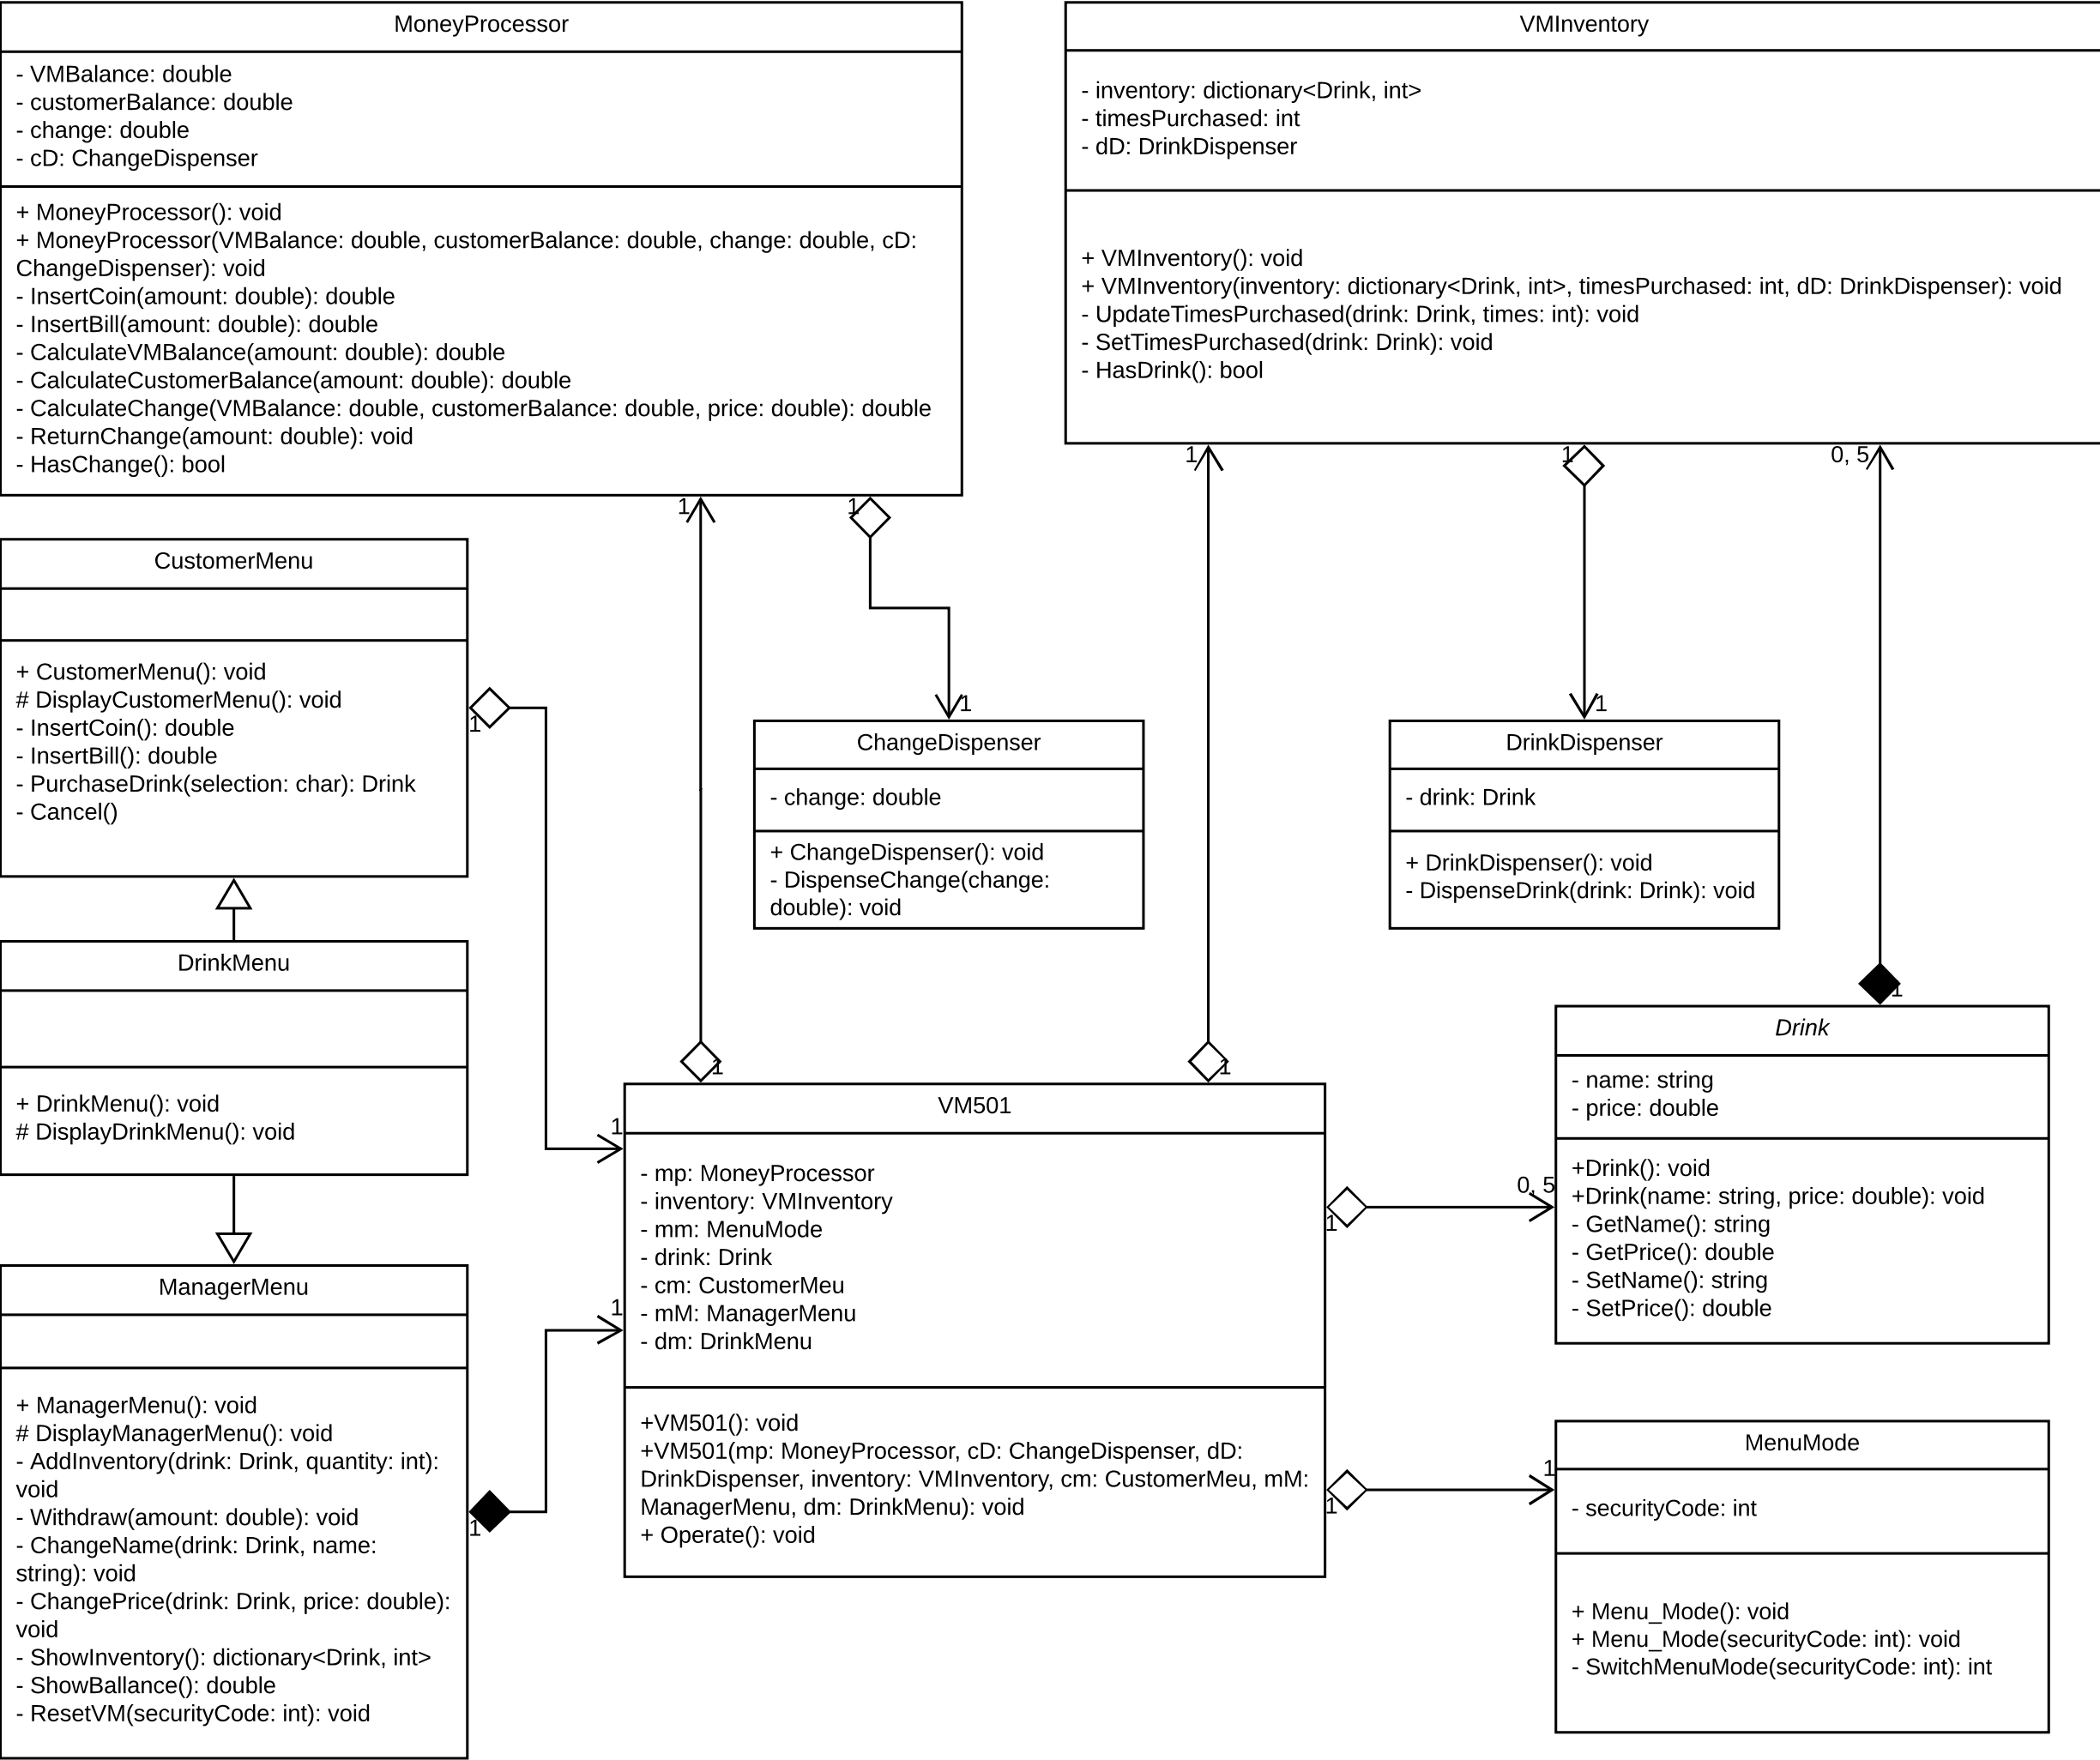 MoneyProcessor
- VMBalance: double
- customerBalance: double
- change: double
- cD: ChangeDispenser
+ MoneyProcessor(): void
+ MoneyProcessor(VMBalance: double, customerBalance: double, change: double, cD:
ChangeDispenser): void
- InsertCoin(amount: double): double
- InsertBill(amount: double): double
- CalculateVMBalance(amount: double): double
- CalculateCustomerBalance(amount: double): double
- CalculateChange(VMBalance: double, customerBalance: double, price: double): double
- ReturnChange(amount: double): void
- HasChange(): bool
1
1
VMInventory
- inventory: dictionary<Drink, int>
- timesPurchased: int
- dD: DrinkDispenser
+ VMInventory(): void
+ VMInventory(inventory: dictionary<Drink, int>, timesPurchased: int, dD: DrinkDispenser): void
- UpdateTimesPurchased(drink: Drink, times: int): void
- SetTimesPurchased(drink: Drink): void
- HasDrink(): bool
1
1
0, 5
CustomerMenu
+ CustomerMenu(): void
# DisplayCustomerMenu(): void
- InsertCoin(): double
- InsertBill(): double
- PurchaseDrink(selection: char): Drink
- Cancel()
1
1
ChangeDispenser
- change: double
+ ChangeDispenser(): void
- DispenseChange(change:
double): void
1
DrinkDispenser
- drink: Drink
+ DrinkDispenser(): void
- DispenseDrink(drink: Drink): void
DrinkMenu
+ DrinkMenu(): void
# DisplayDrinkMenu(): void
1
1
1
Drink
- name: string
- price: double
+Drink(): void
+Drink(name: string, price: double): void
- GetName(): string
- GetPrice(): double
- SetName(): string
- SetPrice(): double
VM501
- mp: MoneyProcessor
- inventory: VMInventory
- mm: MenuMode
- drink: Drink
- cm: CustomerMeu
- mM: ManagerMenu
- dm: DrinkMenu
+VM501(): void
+VM501(mp: MoneyProcessor, cD: ChangeDispenser, dD:
DrinkDispenser, inventory: VMInventory, cm: CustomerMeu, mM:
ManagerMenu, dm: DrinkMenu): void
+ Operate(): void
1
1
0, 5
1
1
1
ManagerMenu
+ ManagerMenu(): void
# DisplayManagerMenu(): void
- AddInventory(drink: Drink, quantity: int):
void
- Withdraw(amount: double): void
- ChangeName(drink: Drink, name:
string): void
- ChangePrice(drink: Drink, price: double):
void
- ShowInventory(): dictionary<Drink, int>
- ShowBallance(): double
- ResetVM(securityCode: int): void
1
MenuMode
- securityCode: int
+ Menu_Mode(): void
+ Menu_Mode(securityCode: int): void
- SwitchMenuMode(securityCode: int): int